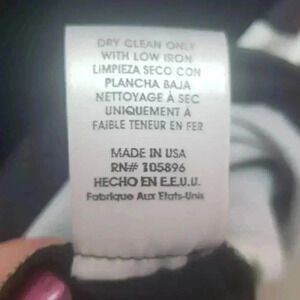 DRY CLEAN ONLY
WITH LOW IRON
LIMPIEZA SECO CON
PLANCHA BAJA
NETTOYAGE À SEC
UNIQUEMENT À
FAIBLE TENEUR EN FER
MADE IN USA
RN# 105896
HECHO EN E.E.U.U.
Fabrique Aux Etats-Unis